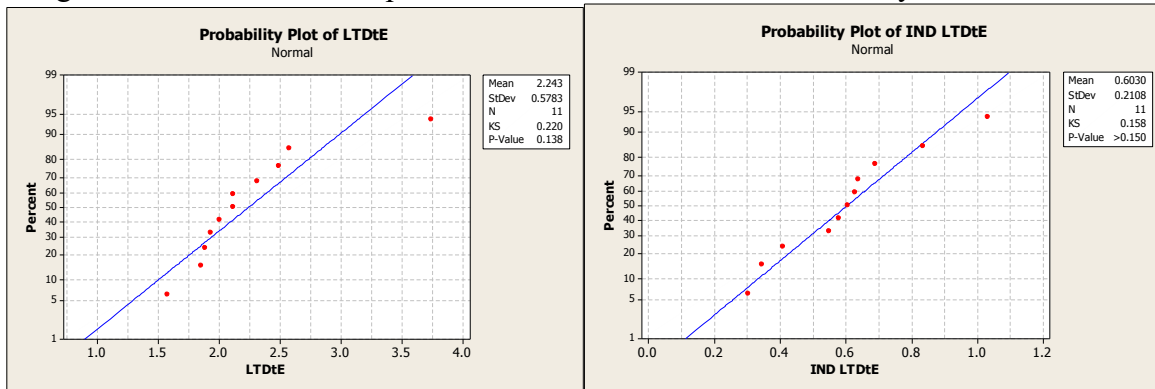 Probability Plot of LTDtE
Normal
99
95
90
80
70
60
50
40
30
20
10
5
1
Percent
1.0 1.5 2.0 2.5 3.0 3.5 4.0
LTDtE
Mean 2.243
StDev 0.5783
N 11
KS 0.220
P-Value 0.138
Probability Plot of IND LTDtE
Normal
99
95
90
80
70
60
50
40
30
20
10
5
1
Percent
0.0 0.2 0.4 0.6 0.8 1.0 1.2
IND LTDtE
Mean 0.6030
StDev 0.2108
N 11
KS 0.158
P-Value >0.150